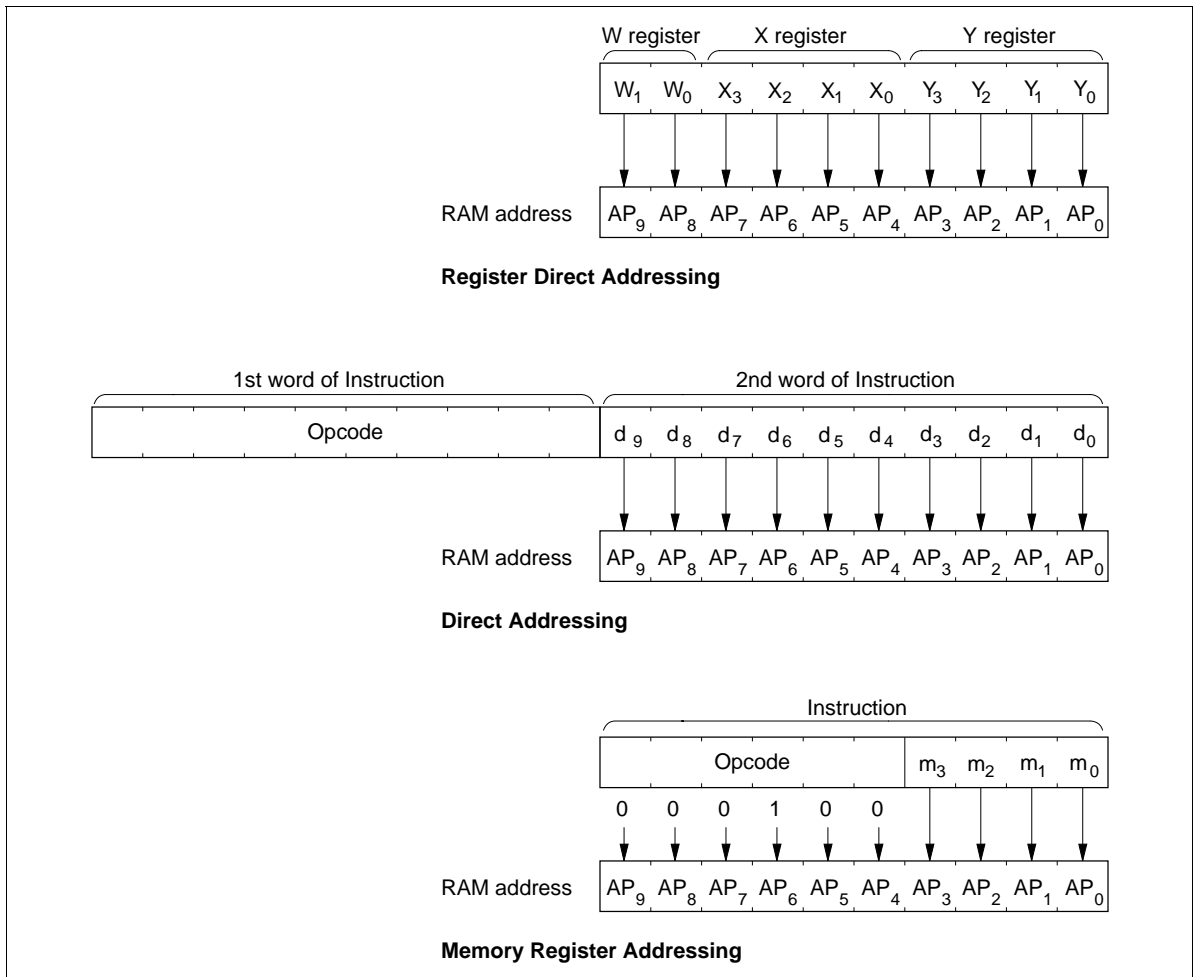 W register X register Y register
W1 W0 X3 X2 X1 X0 Y3 Y2 Y1 Y0
RAM address AP9 AP8 AP7 AP6 AP5 AP4 AP3 AP2 AP1 AP0
Register Direct Addressing
1st word of Instruction 2nd word of Instruction
Opcode d9 d8 d7 d6 d5 d4 d3 d2 d1 d0
RAM address AP9 AP8 AP7 AP6 AP5 AP4 AP3 AP2 AP1 AP0
Direct Addressing
Instruction
Opcode m3 m2 m1 m0
0 0 0 1 0 0
RAM address AP9 AP8 AP7 AP6 AP5 AP4 AP3 AP2 AP1 AP0
Memory Register Addressing